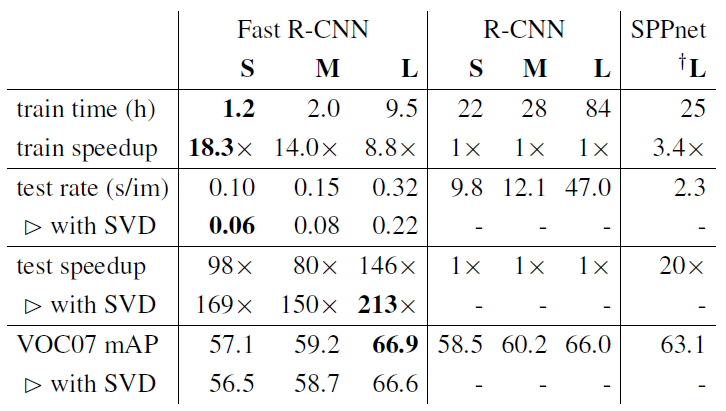 Fast R-CNN R-CNN SPPnet
S M L S M L †L
train time (h) 1.2 2.0 9.5 22 28 84 25
train speedup 18.3× 14.0× 8.8× 1× 1× 1× 3.4×
test rate (s/im) 0.10 0.15 0.32 9.8 12.1 47.0 2.3
▷ with SVD 0.06 0.08 0.22 - - - -
test speedup 98× 80× 146× 1× 1× 1× 20×
▷ with SVD 169× 150× 213× - - - -
VOC07 mAP 57.1 59.2 66.9 58.5 60.2 66.0 63.1
▷ with SVD 56.5 58.7 66.6 - - - -